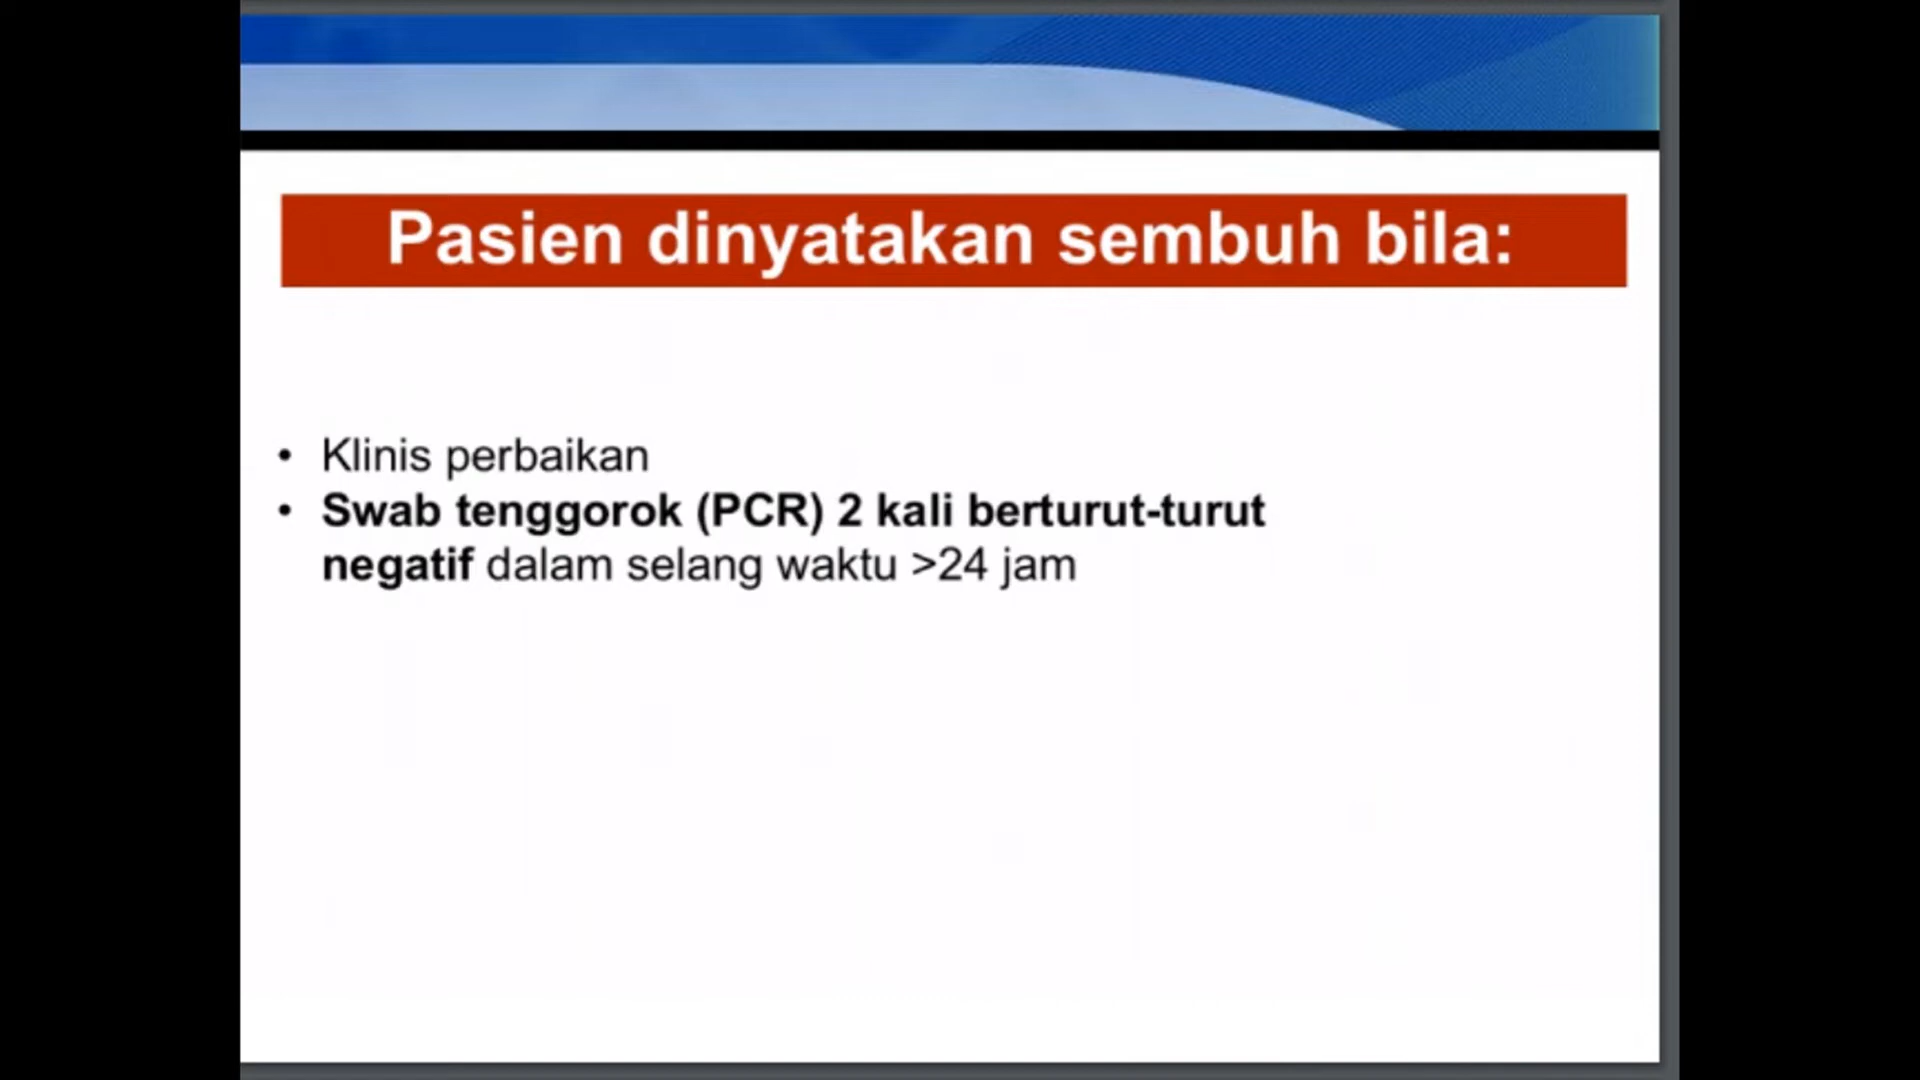 Pasien dinyatakan sembuh bila:
• Klinis perbaikan
• Swab tenggorok (PCR) 2 kali berturut-turut
negatif dalam selang waktu >24 jam